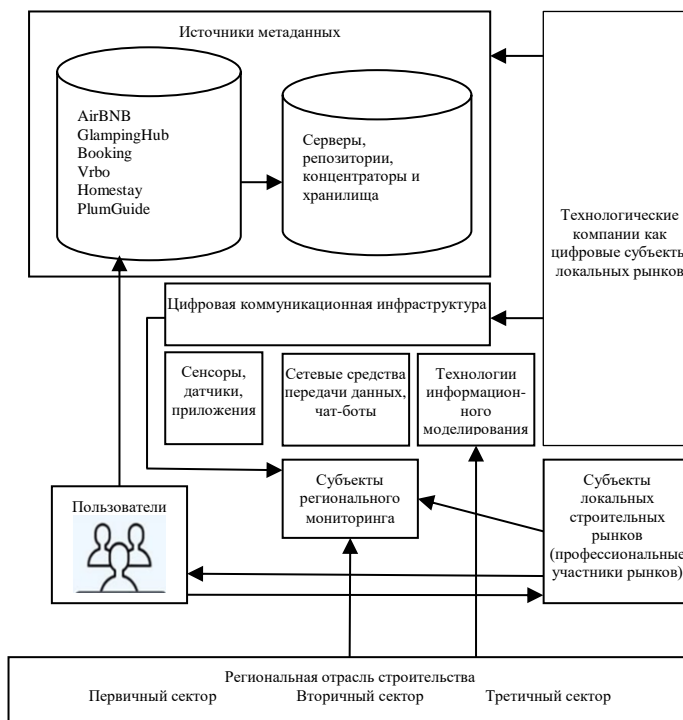 Источники метаданных
AirBNB
GlampingHub
Booking
Vrbo
Homestay
PlumGuide
Серверы,
репозитории,
концентраторы и
хранилища
Технологические
компании как
цифровые субъекты
локальных рынков
Цифровая коммуникационная инфраструктура
Сенсоры,
датчики,
приложения
Сетевые средства
передачи данных,
чат-боты
Технологии
информацион-
ного
моделирования
Субъекты
регионального
мониторинга
Субъекты
локальных
строительных
рынков
(профессиональные
участники рынков)
Пользователи
Региональная отрасль строительства
Первичный сектор Вторичный сектор Третичный сектор